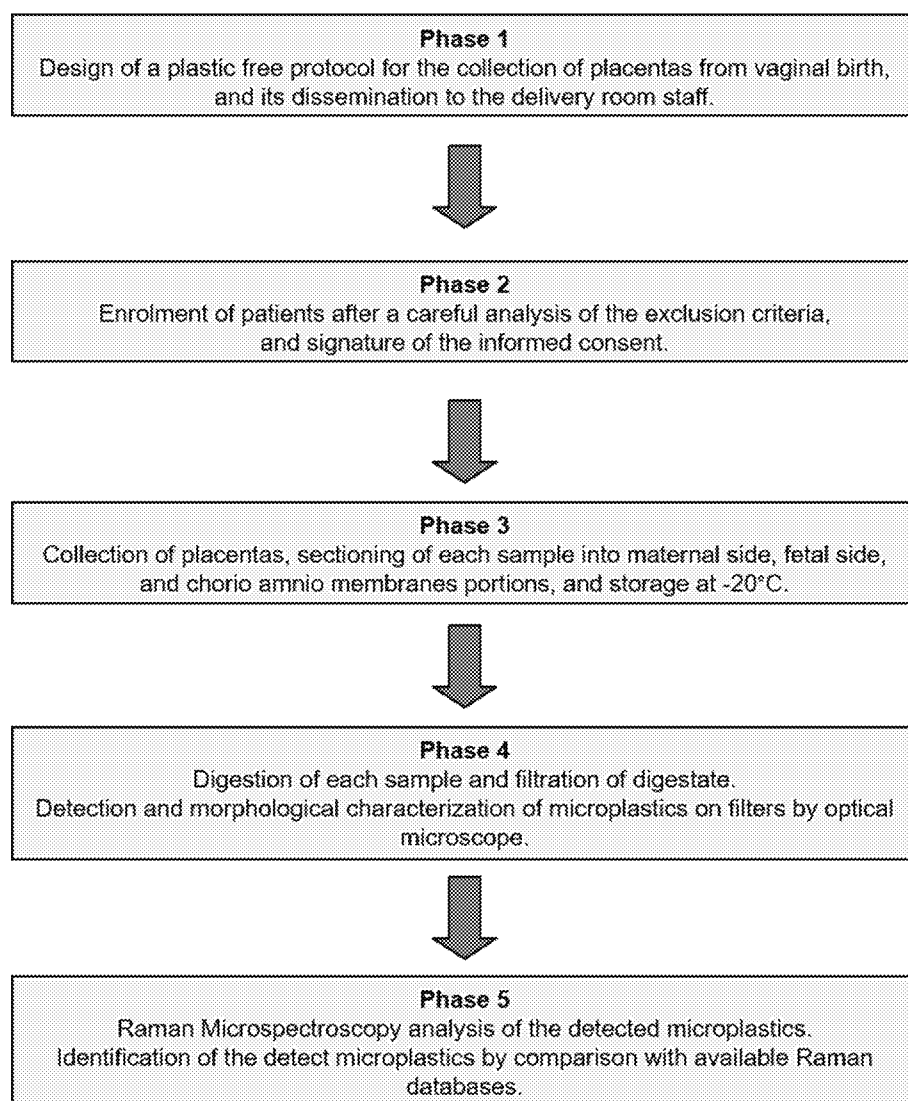 Phase 1
Design of a plastic free protocol for the collection of placentas from vaginal birth,
and its dissemination to the delivery room staff.
Phase 2
Enrolment of patients after a careful analysis of the exclusion criteria,
and signature of the informed consent.
Phase 3
Collection of placentas, sectioning of each sample into maternal side, fetal side,
and chorio amnio membranes portions, and storage at -20°C.
Phase 4
Digestion of each sample and filtration of digestate.
Detection and morphological characterization of microplastics on filters by optical
microscope.
Phase 5
Raman Microspectroscopy analysis of the detected microplastics.
Identification of the detect microplastics by comparison with available Raman
databases.